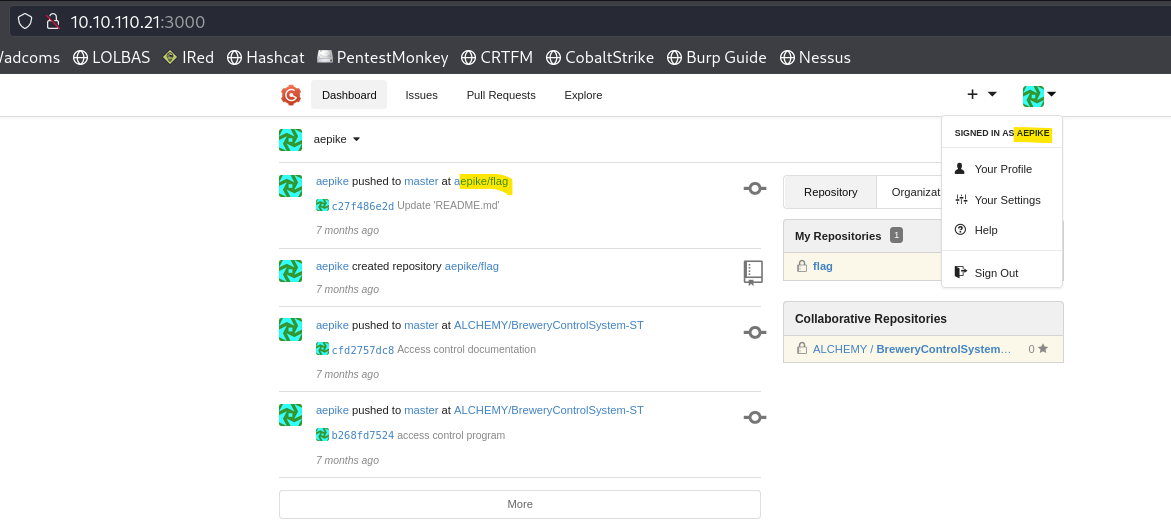 10.10.110.21:3000
Wadcoms LOLBAS IRed Hashcat PentestMonkey CRTFM CobaltStrike Burp Guide Nessus
Dashboard Issues Pull Requests Explore
SIGNED IN AS AEPIKE
Your Profile
Your Settings
Help
Sign Out
aepike
aepike pushed to master at aepike/flag
c27f486e2d Update 'README.md'
7 months ago
aepike created repository aepike/flag
7 months ago
aepike pushed to master at ALCHEMY/BreweryControlSystem-ST
cfd2757dc8 Access control documentation
7 months ago
aepike pushed to master at ALCHEMY/BreweryControlSystem-ST
b268fd7524 access control program
7 months ago
More
Repository Organizat
My Repositories 1
flag
Collaborative Repositories
ALCHEMY / BreweryControlSystem... 0